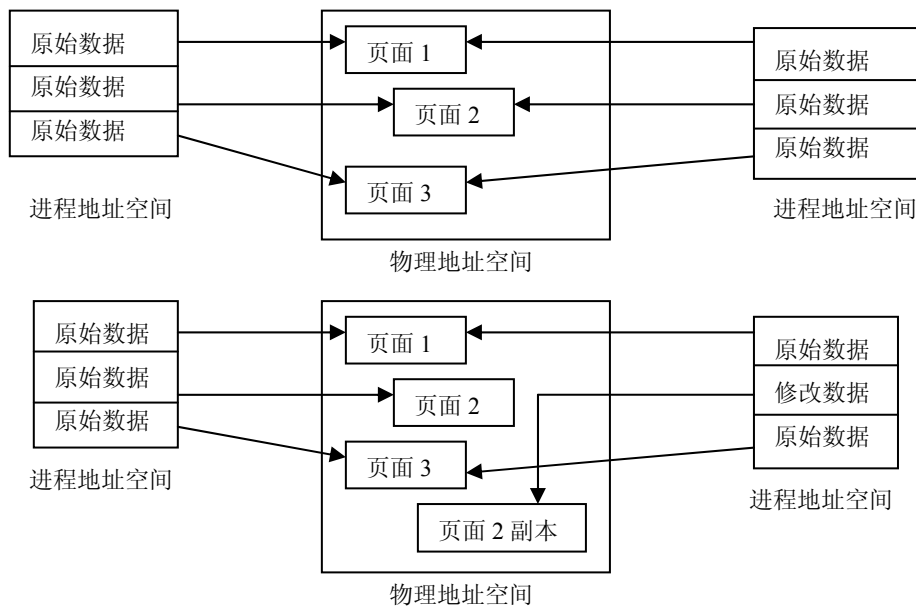 原始数据
原始数据
原始数据
进程地址空间
页面 1
页面 2
页面 3
物理地址空间
原始数据
原始数据
原始数据
进程地址空间
原始数据
原始数据
原始数据
进程地址空间
页面 1
页面 2
页面 3
页面 2 副本
物理地址空间
原始数据
修改数据
原始数据
进程地址空间